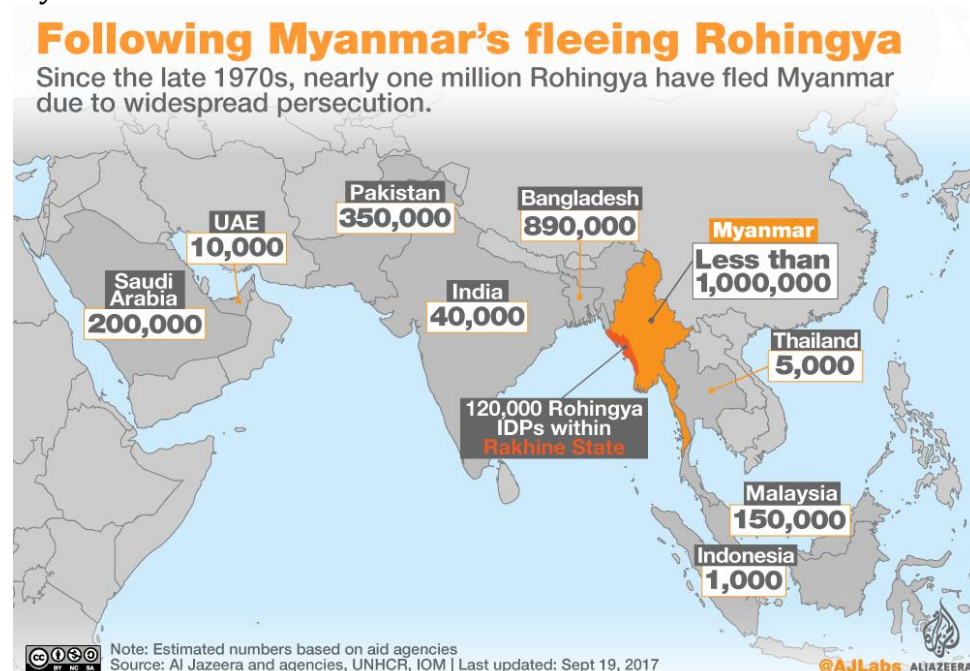 Following Myanmar's fleeing Rohingya
Since the late 1970s, nearly one million Rohingya have fled Myanmar
due to widespread persecution.
Pakistan
350,000
Bangladesh
890,000
UAE
10,000
Myanmar
Less than
1,000,000
Saudi
Arabia
200,000
India
40,000
Thailand
5,000
120,000 Rohingya
IDPs within
Rakhine State
Malaysia
150,000
Indonesia
1,000
cc BY NC SA
Note: Estimated numbers based on aid agencies
Source: Al Jazeera and agencies, UNHCR, IOM | Last updated: Sept 19, 2017
@AJLabs ALJAZEERA